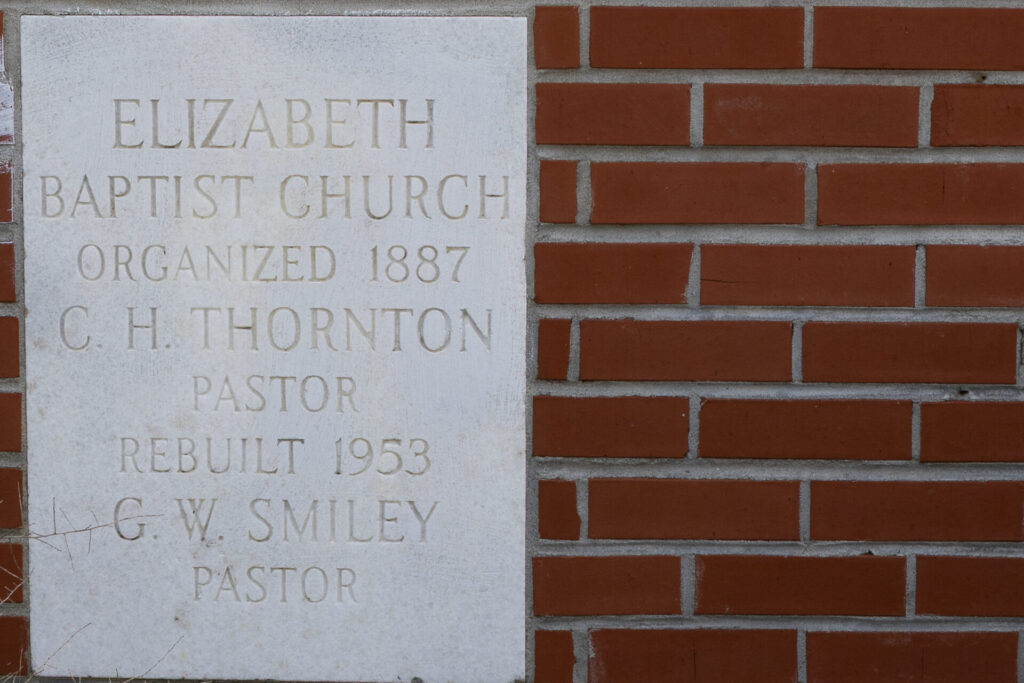 ELIZABETH
BAPTIST CHURCH
ORGANIZED 1887
C. H. THORNTON
PASTOR
REBUILT 1953
G. W. SMILEY
PASTOR